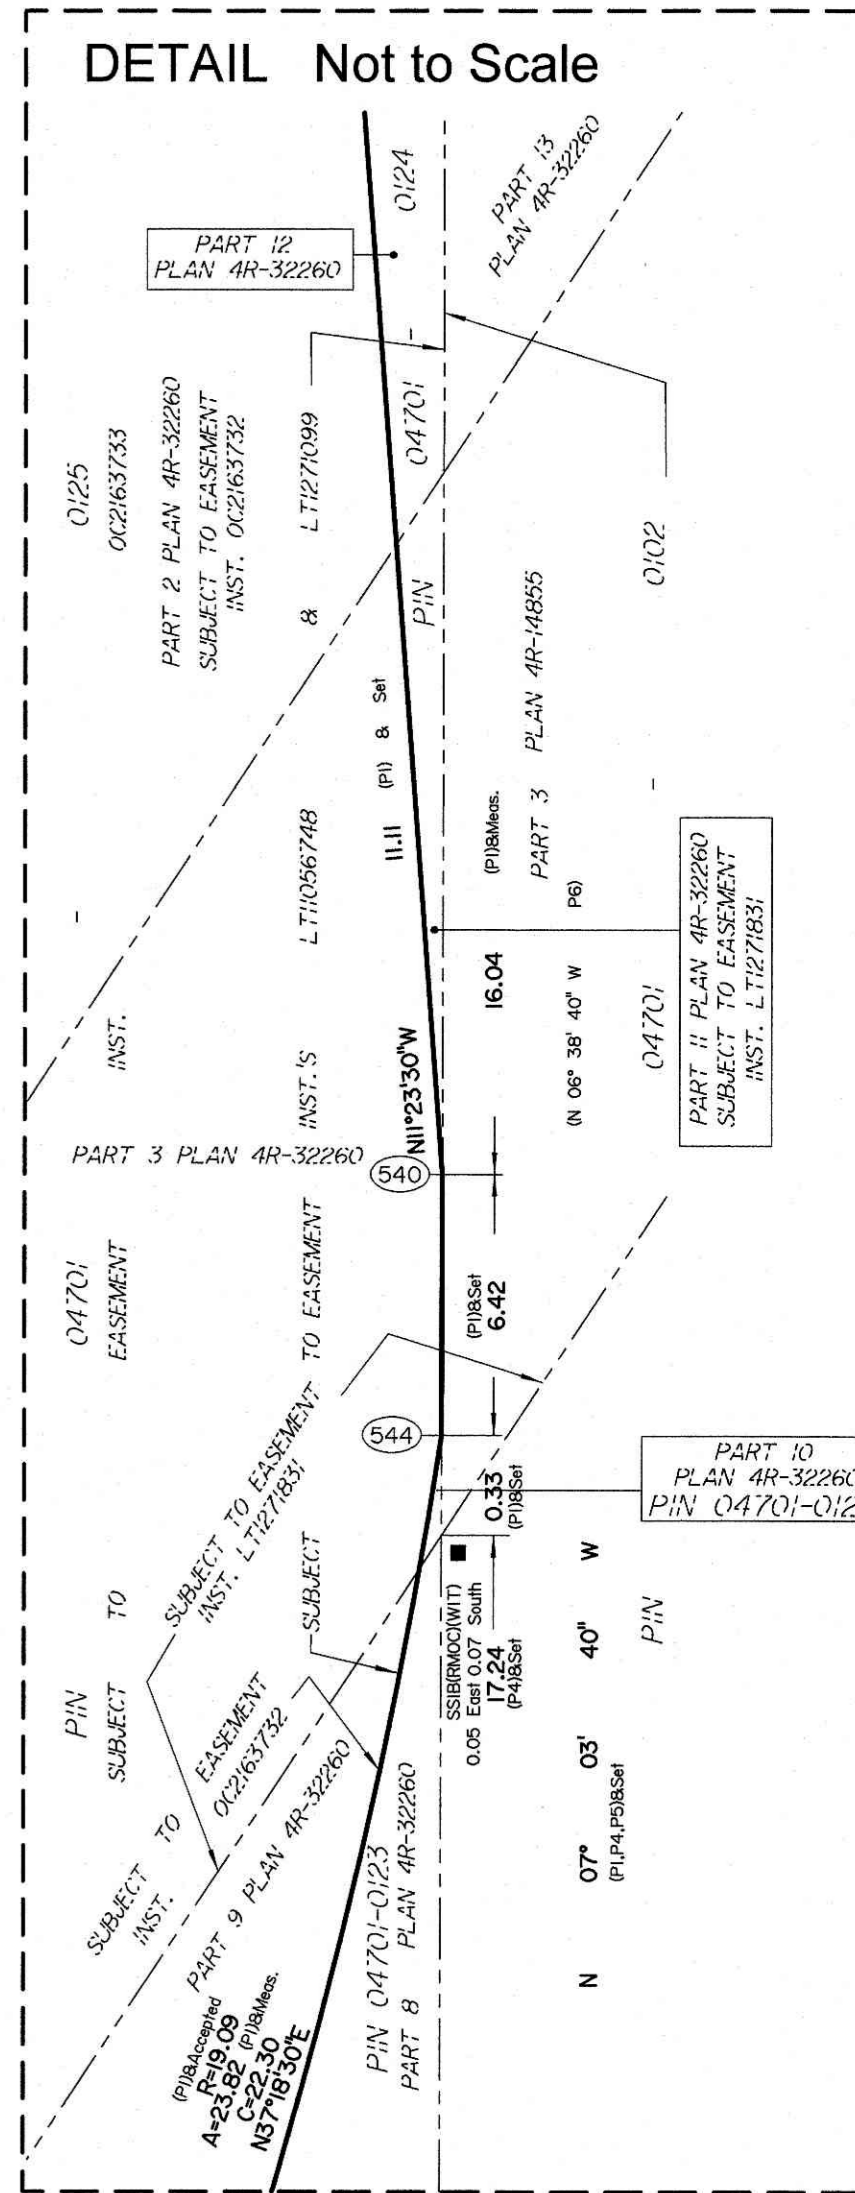 DETAIL Not to Scale
PART 12
PLAN 4R-32260
0124
PART 13
PLAN 4R-32260
0125
OC2163733
PART 2 PLAN 4R-32260
SUBJECT TO EASEMENT
INST. OC2163732
& LT1271099
-
04701
PIN
0102
11.11 (P1) & Set
PART 3 PLAN 4R-14855
16.04 (P1)&Meas.
(N 06° 38' 40" W P6)
-
04701
PIN
PART 11 PLAN 4R-32260
SUBJECT TO EASEMENT
INST. LT1271831
-
INST.
INST.'S LT11056748
N11°23'30"W
PART 3 PLAN 4R-32260
540
04701
EASEMENT
TO EASEMENT
(P1)&Set
6.42
SUBJECT TO EASEMENT
INST. LT1271831
544
PART 10
PLAN 4R-32260
PIN 04701-012
0.33
(P1)&Set
SSIB(RMOC)(WIT)
0.05 East 0.07 South
17.24
(P4)&Set
PIN
SUBJECT TO
SUBJECT
SUBJECT TO EASEMENT
INST. OC2163732
PART 9 PLAN 4R-32260
N 07° 03' 40" W
(P1,P4,P5)&Set
PIN 04701-0123
PART 8 PLAN 4R-32260
(P1)&Accepted
R=19.09
A=23.82 (P1)&Meas.
C=22.30
N37°18'30"E